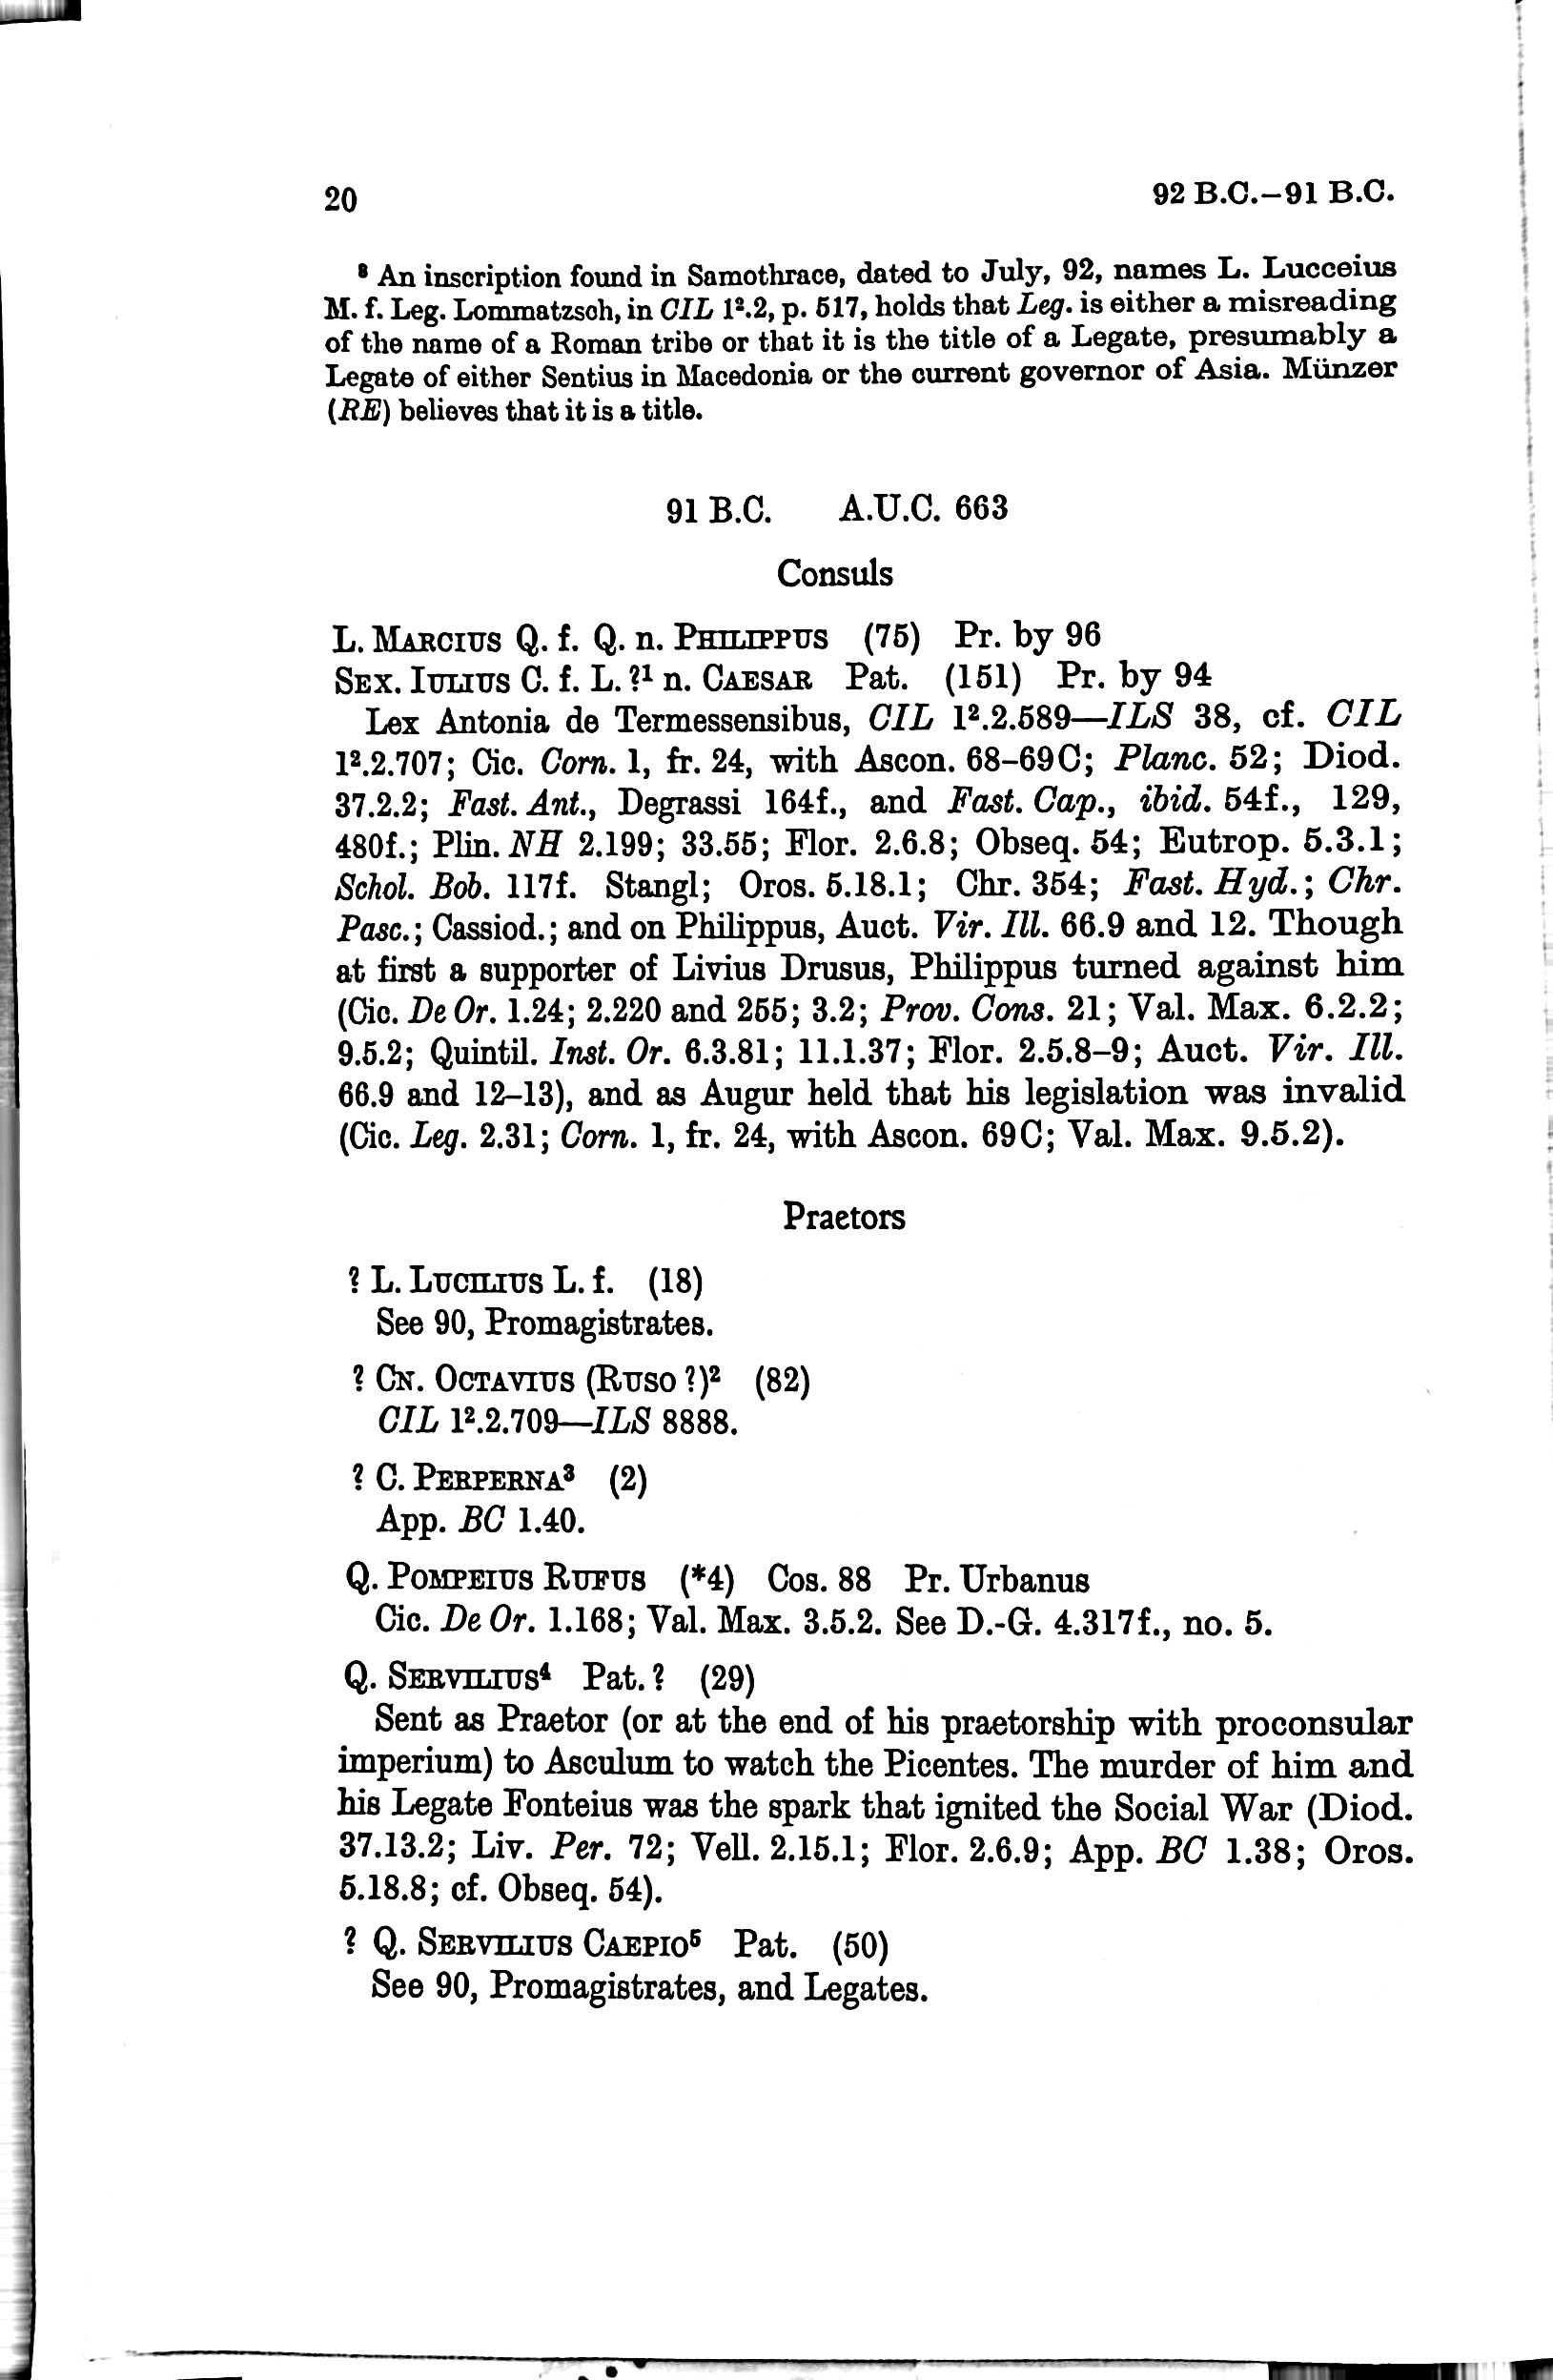 20 92 B.C.–91 B.C.
⁸ An inscription found in Samothrace, dated to July, 92, names L. Lucceius
M. f. Leg. Lommatzsch, in CIL 1².2, p. 517, holds that Leg. is either a misreading
of the name of a Roman tribe or that it is the title of a Legate, presumably a
Legate of either Sentius in Macedonia or the current governor of Asia. Münzer
(RE) believes that it is a title.
91 B.C. A.U.C. 663
Consuls
L. Marcius Q. f. Q. n. Philippus (75) Pr. by 96
Sex. Iulius C. f. L. ?¹ n. Caesar Pat. (151) Pr. by 94
Lex Antonia de Termessensibus, CIL 1².2.589—ILS 38, cf. CIL
1².2.707; Cic. Corn. 1, fr. 24, with Ascon. 68–69C; Planc. 52; Diod.
37.2.2; Fast. Ant., Degrassi 164f., and Fast. Cap., ibid. 54f., 129,
480f.; Plin. NH 2.199; 33.55; Flor. 2.6.8; Obseq. 54; Eutrop. 5.3.1;
Schol. Bob. 117f. Stangl; Oros. 5.18.1; Chr. 354; Fast. Hyd.; Chr.
Pasc.; Cassiod.; and on Philippus, Auct. Vir. Ill. 66.9 and 12. Though
at first a supporter of Livius Drusus, Philippus turned against him
(Cic. De Or. 1.24; 2.220 and 255; 3.2; Prov. Cons. 21; Val. Max. 6.2.2;
9.5.2; Quintil. Inst. Or. 6.3.81; 11.1.37; Flor. 2.5.8–9; Auct. Vir. Ill.
66.9 and 12–13), and as Augur held that his legislation was invalid
(Cic. Leg. 2.31; Corn. 1, fr. 24, with Ascon. 69C; Val. Max. 9.5.2).
Praetors
? L. Lucilius L. f. (18)
See 90, Promagistrates.
? Cn. Octavius (Ruso ?)² (82)
CIL 1².2.709—ILS 8888.
? C. Perperna³ (2)
App. BC 1.40.
Q. Pompeius Rufus (*4) Cos. 88 Pr. Urbanus
Cic. De Or. 1.168; Val. Max. 3.5.2. See D.-G. 4.317f., no. 5.
Q. Servilius⁴ Pat. ? (29)
Sent as Praetor (or at the end of his praetorship with proconsular
imperium) to Asculum to watch the Picentes. The murder of him and
his Legate Fonteius was the spark that ignited the Social War (Diod.
37.13.2; Liv. Per. 72; Vell. 2.15.1; Flor. 2.6.9; App. BC 1.38; Oros.
5.18.8; cf. Obseq. 54).
? Q. Servilius Caepio⁵ Pat. (50)
See 90, Promagistrates, and Legates.